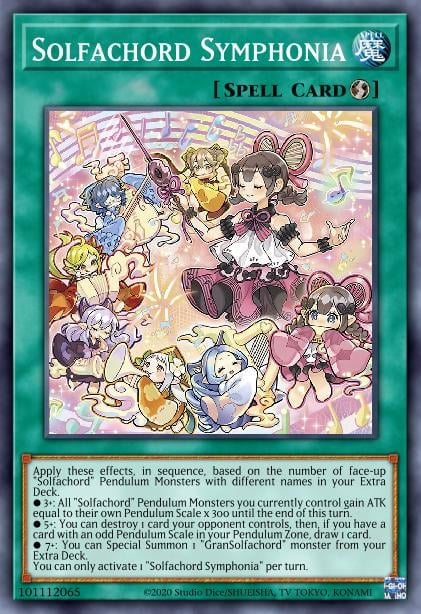 SOLFACHORD SYMPHONIA
SPELL
魔
[SPELL CARD]
Apply these effects, in sequence, based on the number of face-up
"Solfachord" Pendulum Monsters with different names in your Extra
Deck.
● 3+: All "Solfachord" Pendulum Monsters you currently control gain ATK
equal to their own Pendulum Scale x 300 until the end of this turn.
● 5+: You can destroy 1 card your opponent controls, then, if you have a
card with an odd Pendulum Scale in your Pendulum Zone, draw 1 card.
● 7+: You can Special Summon 1 "GranSolfachord" monster from your
Extra Deck.
You can only activate 1 "Solfachord Symphonia" per turn.
101112065
©2020 Studio Dice/SHUEISHA, TV TOKYO, KONAMI